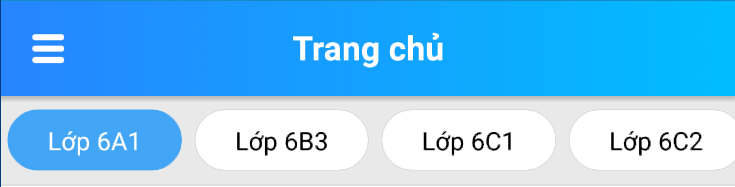 Trang chủ
Lớp 6A1 Lớp 6B3 Lớp 6C1 Lớp 6C2